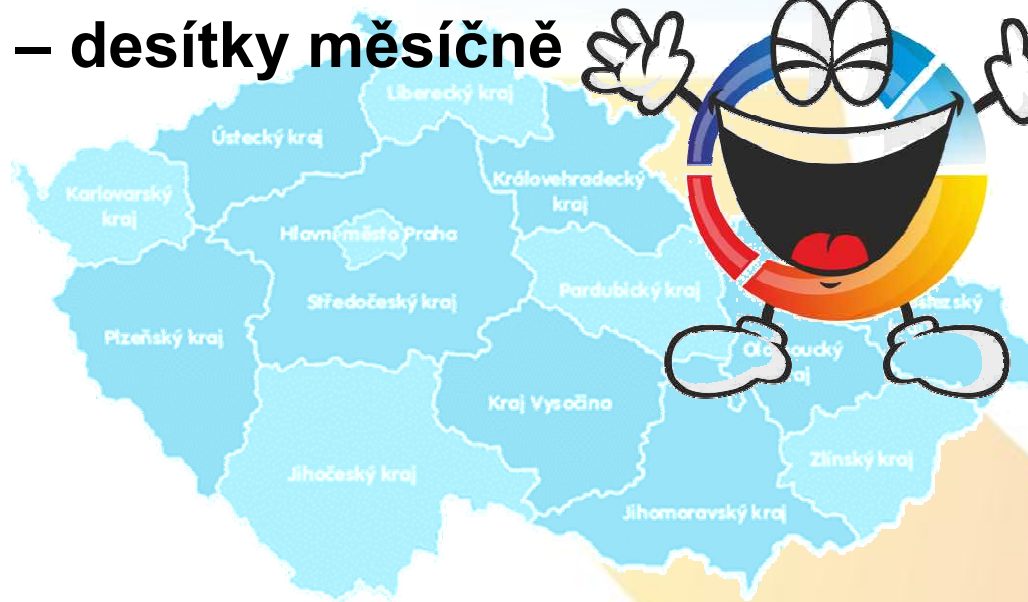 – desítky měsíčně
Liberecký kraj
Ústecký kraj
Karlovarský
kraj
Královehradecký
kraj
Hlavní město Praha
Středočeský kraj
Pardubický kraj
Plzeňský kraj
Kraj Vysočina
Jihočeský kraj
Zlínský kraj
Jihomoravský kraj